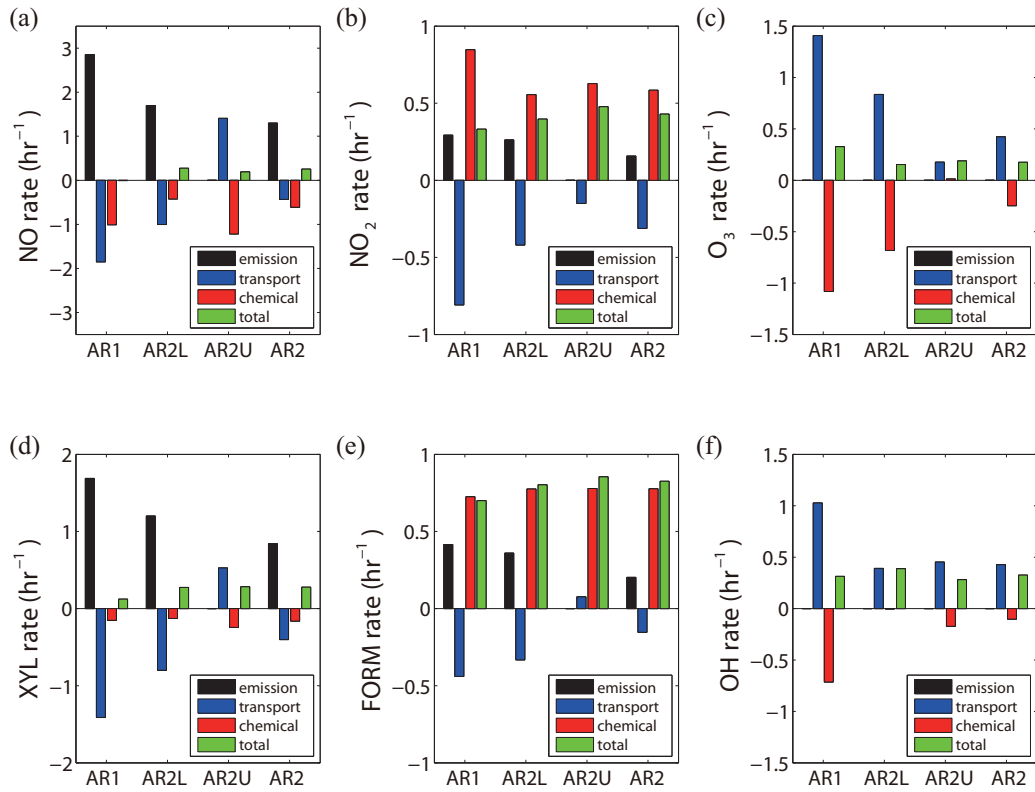 (a)
NO rate (hr⁻¹)
3
2
1
0
−1
−2
−3
AR1 AR2L AR2U AR2
emission
transport
chemical
total
(b)
NO₂ rate (hr⁻¹)
1
0.5
0
−0.5
−1
AR1 AR2L AR2U AR2
emission
transport
chemical
total
(c)
O₃ rate (hr⁻¹)
1.5
1
0.5
0
−0.5
−1
−1.5
AR1 AR2L AR2U AR2
emission
transport
chemical
total
(d)
XYL rate (hr⁻¹)
2
1
0
−1
−2
AR1 AR2L AR2U AR2
emission
transport
chemical
total
(e)
FORM rate (hr⁻¹)
1
0.5
0
−0.5
−1
AR1 AR2L AR2U AR2
emission
transport
chemical
total
(f)
OH rate (hr⁻¹)
1.5
1
0.5
0
−0.5
−1
−1.5
AR1 AR2L AR2U AR2
emission
transport
chemical
total